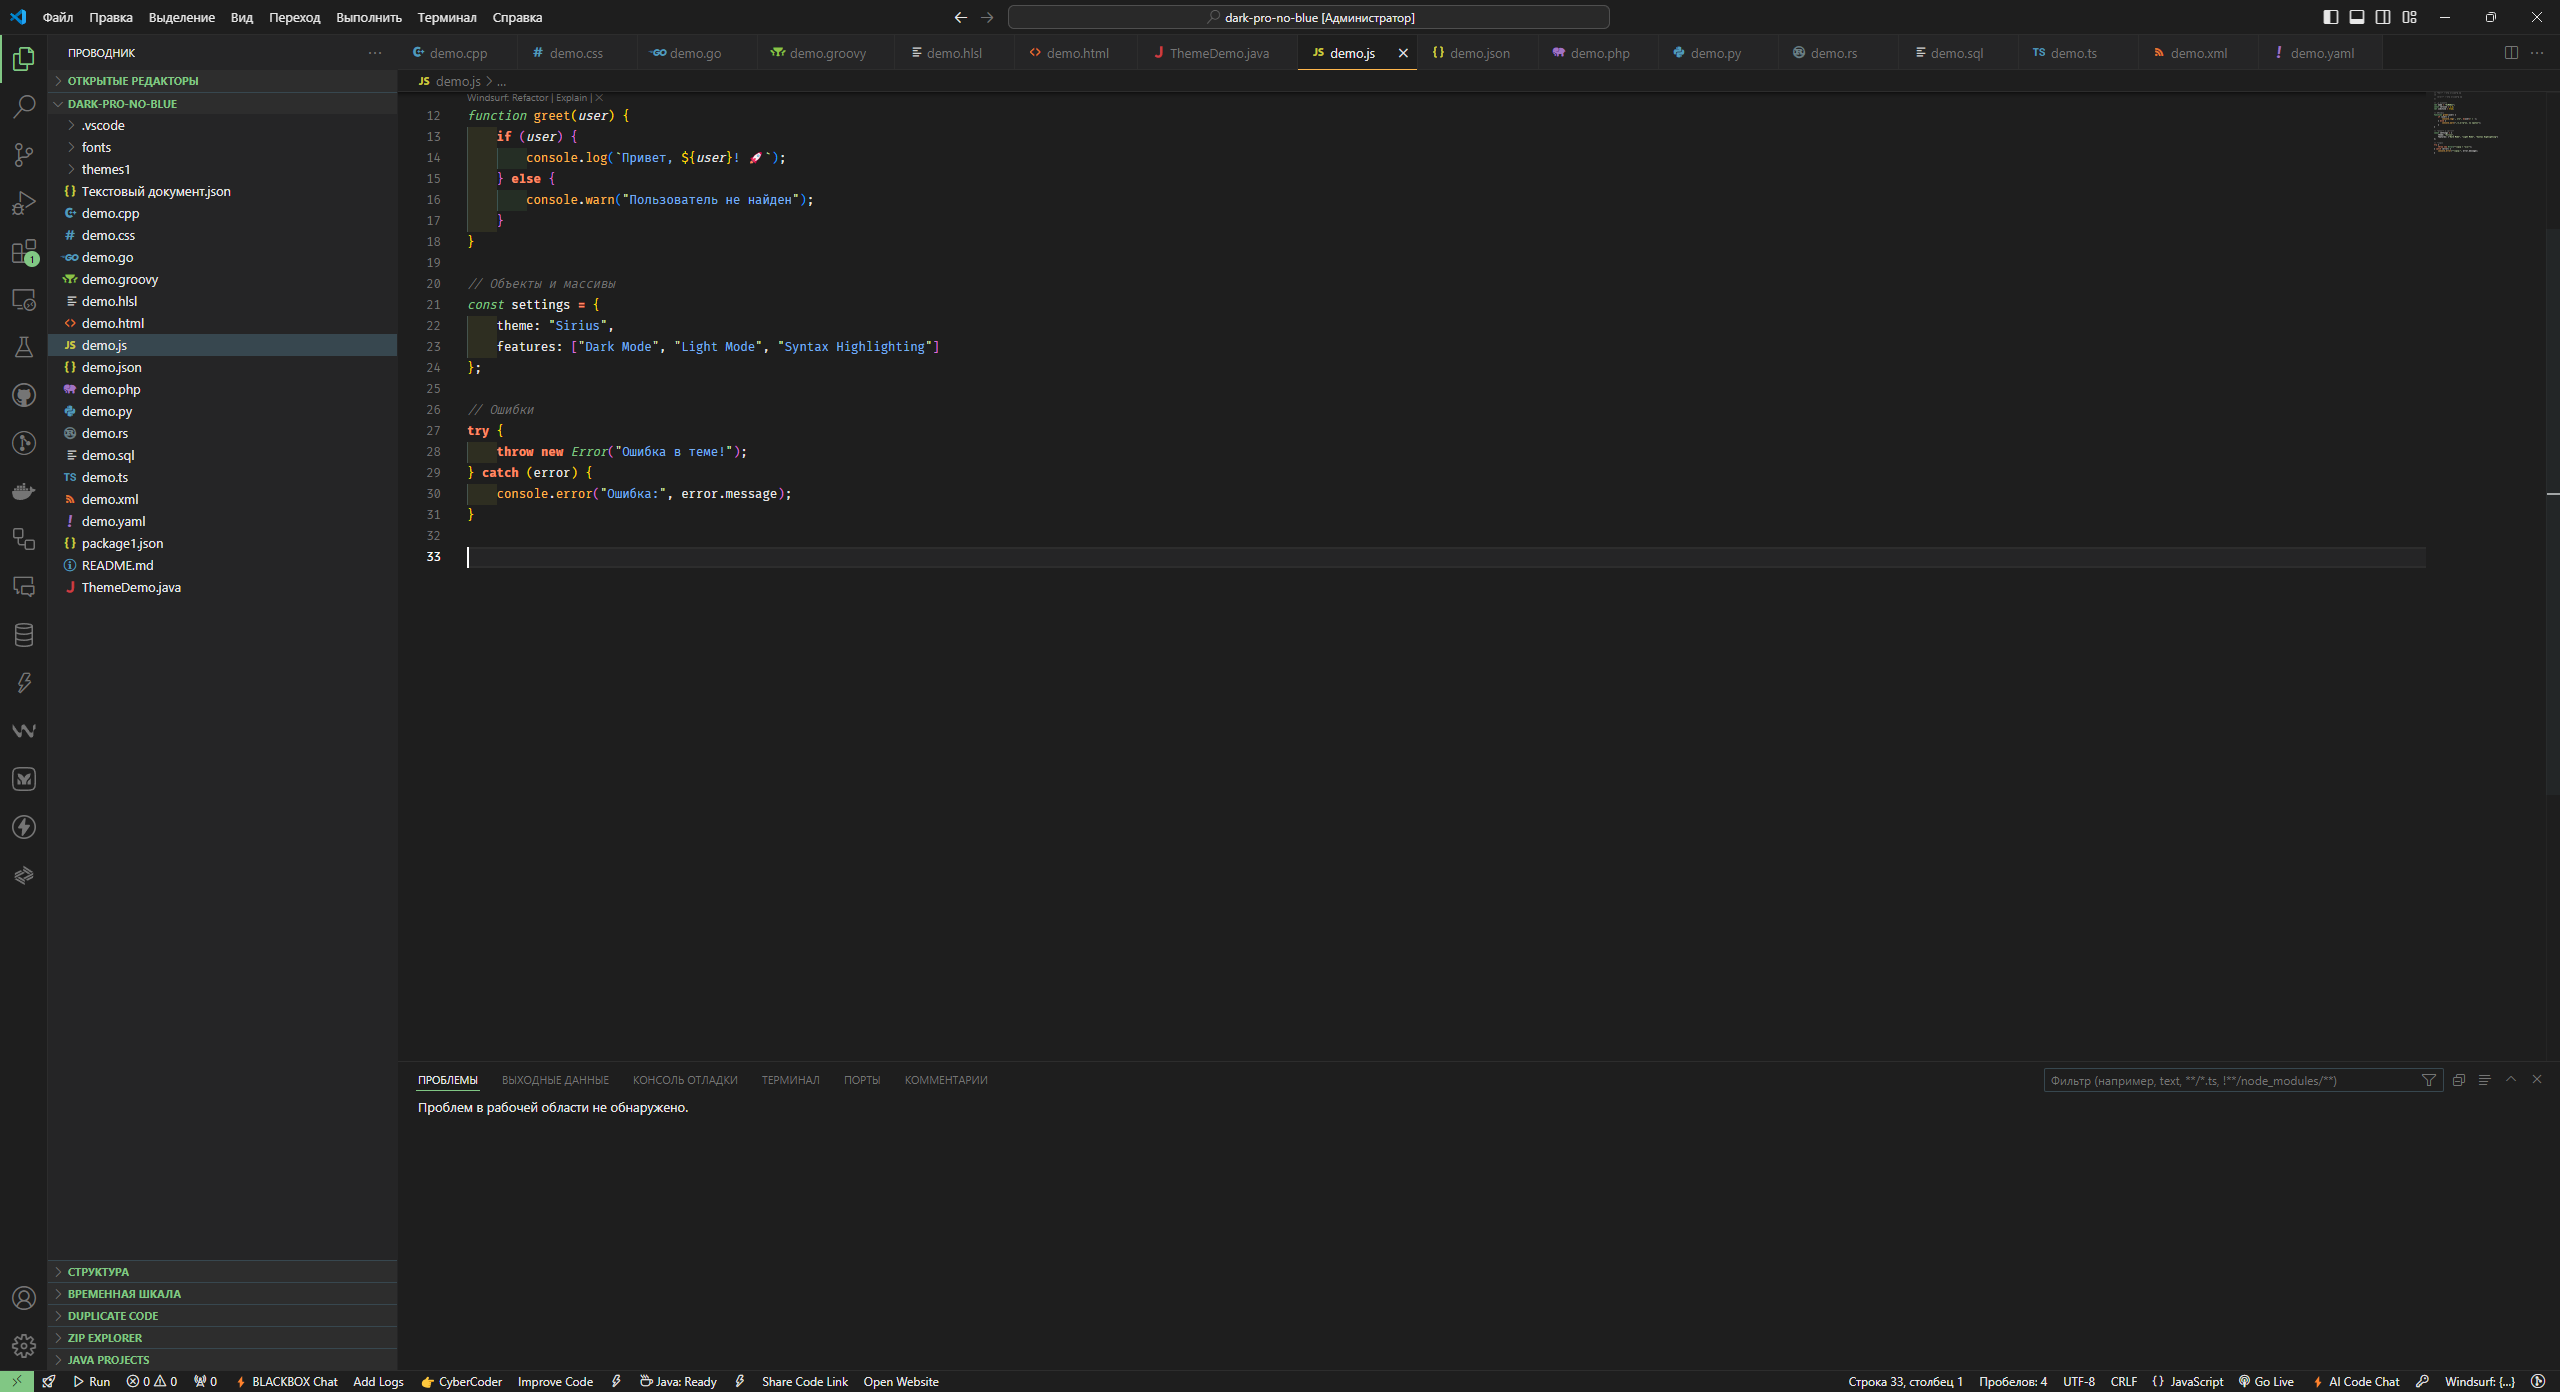 Файл Правка Выделение Вид Переход Выполнить Терминал Справка
dark-pro-no-blue [Администратор]
ПРОВОДНИК
ОТКРЫТЫЕ РЕДАКТОРЫ
DARK-PRO-NO-BLUE
.vscode
fonts
themes1
Текстовый документ.json
demo.cpp
demo.css
demo.go
demo.groovy
demo.hlsl
demo.html
JS demo.js
demo.json
demo.php
demo.py
demo.rs
demo.sql
TS demo.ts
demo.xml
demo.yaml
package1.json
README.md
J ThemeDemo.java
СТРУКТУРА
ВРЕМЕННАЯ ШКАЛА
DUPLICATE CODE
ZIP EXPLORER
JAVA PROJECTS
demo.cpp # demo.css GO demo.go demo.groovy demo.hlsl demo.html J ThemeDemo.java JS demo.js {} demo.json demo.php demo.py demo.rs demo.sql TS demo.ts demo.xml ! demo.yaml
JS demo.js > ...
Windsurf: Refactor | Explain | ×
12 function greet(user) {
13 if (user) {
14 console.log(`Привет, ${user}! 🚀`);
15 } else {
16 console.warn("Пользователь не найден");
17 }
18 }
19
20 // Объекты и массивы
21 const settings = {
22 theme: "Sirius",
23 features: ["Dark Mode", "Light Mode", "Syntax Highlighting"]
24 };
25
26 // Ошибки
27 try {
28 throw new Error("Ошибка в теме!");
29 } catch (error) {
30 console.error("Ошибка:", error.message);
31 }
32
33
ПРОБЛЕМЫ ВЫХОДНЫЕ ДАННЫЕ КОНСОЛЬ ОТЛАДКИ ТЕРМИНАЛ ПОРТЫ КОММЕНТАРИИ
Фильтр (например, text, **/*.ts, !**/node_modules/**)
Проблем в рабочей области не обнаружено.
Run 0 0 0 BLACKBOX Chat Add Logs 👉 CyberCoder Improve Code Java: Ready Share Code Link Open Website
Строка 33, столбец 1 Пробелов: 4 UTF-8 CRLF {} JavaScript Go Live AI Code Chat Windsurf: {...}